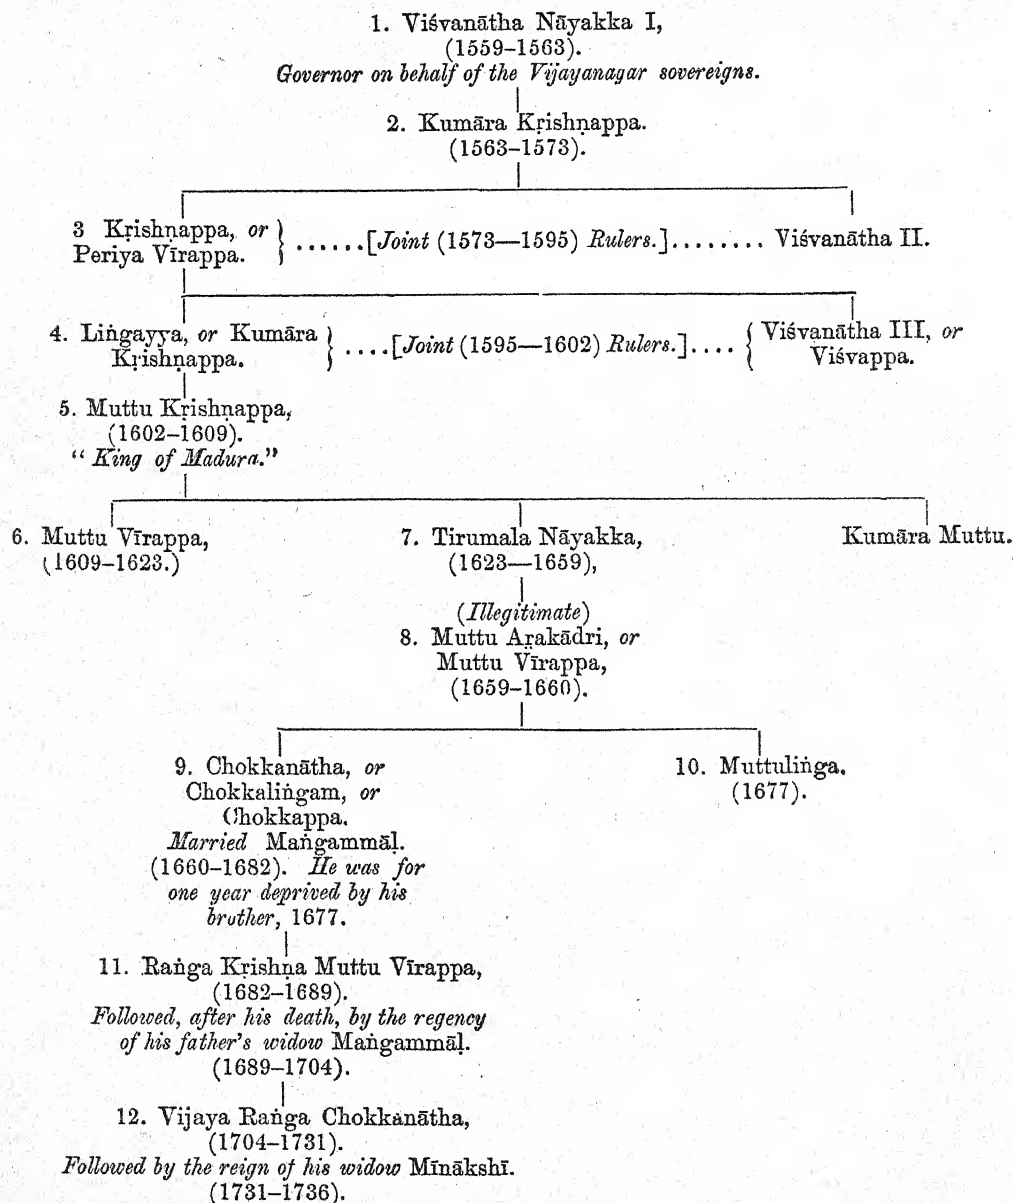 1. Viśvanātha Nāyakka I,
(1559–1563).
Governor on behalf of the Vijayanagar sovereigns.
2. Kumāra Kṛishṇappa.
(1563–1573).
3 Kṛishṇappa, or
Periya Vīrappa.
} ......[Joint (1573—1595) Rulers.]........ Viśvanātha II.
4. Liṅgayya, or Kumāra
Kṛishṇappa.
} ....[Joint (1595—1602) Rulers.].... {
Viśvanātha III, or
Viśvappa.
5. Muttu Kṛishṇappa,
(1602–1609).
“King of Madura.”
6. Muttu Vīrappa,
(1609–1623.)
7. Tirumala Nāyakka,
(1623—1659),
Kumāra Muttu.
(Illegitimate)
8. Muttu Aṛakādri, or
Muttu Vīrappa,
(1659–1660).
9. Chokkanātha, or
Chokkaliṅgam, or
Chokkappa.
Married Maṅgammāḷ.
(1660–1682). He was for
one year deprived by his
brother, 1677.
10. Muttuliṅga.
(1677).
11. Raṅga Kṛishṇa Muttu Vīrappa,
(1682–1689).
Followed, after his death, by the regency
of his father's widow Maṅgammāḷ.
(1689–1704).
12. Vijaya Raṅga Chokkanātha,
(1704–1731).
Followed by the reign of his widow Mīnākshī.
(1731–1736).